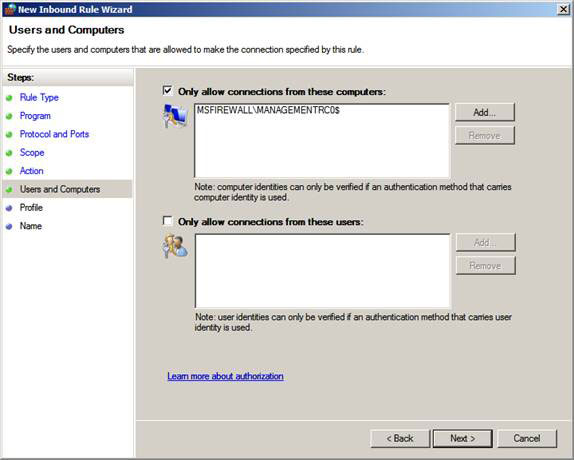 New Inbound Rule Wizard
Users and Computers
Specify the users and computers that are allowed to make the connection specified by this rule.
Steps:
Rule Type
Program
Protocol and Ports
Scope
Action
Users and Computers
Profile
Name
Only allow connections from these computers:
MSFIREWALL\MANAGEMENTRC0$
Add...
Remove
Note: computer identities can only be verified if an authentication method that carries
computer identity is used.
Only allow connections from these users:
Add...
Remove
Note: user identities can only be verified if an authentication method that carries user
identity is used.
Learn more about authorization
< Back
Next >
Cancel